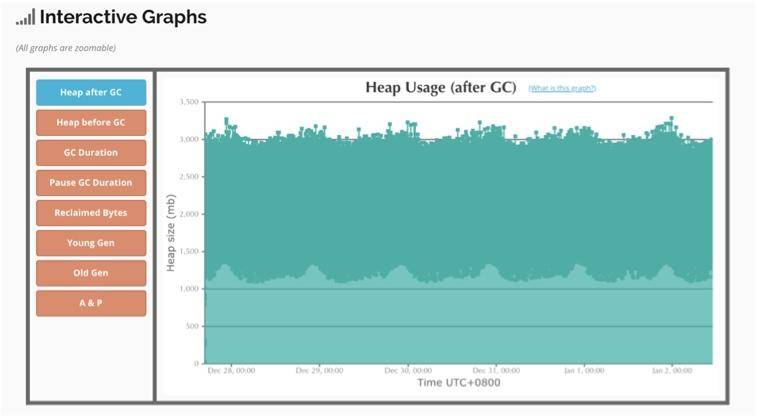 Interactive Graphs
(All graphs are zoomable)
Heap after GC
Heap before GC
GC Duration
Pause GC Duration
Reclaimed Bytes
Young Gen
Old Gen
A & P
Heap Usage (after GC) (What is this graph?)
Heap size (mb)
3,500
3,000
2,500
2,000
1,500
1,000
500
0
Dec 28, 00:00 Dec 29, 00:00 Dec 30, 00:00 Dec 31, 00:00 Jan 1, 00:00 Jan 2, 00:00
Time UTC+0800